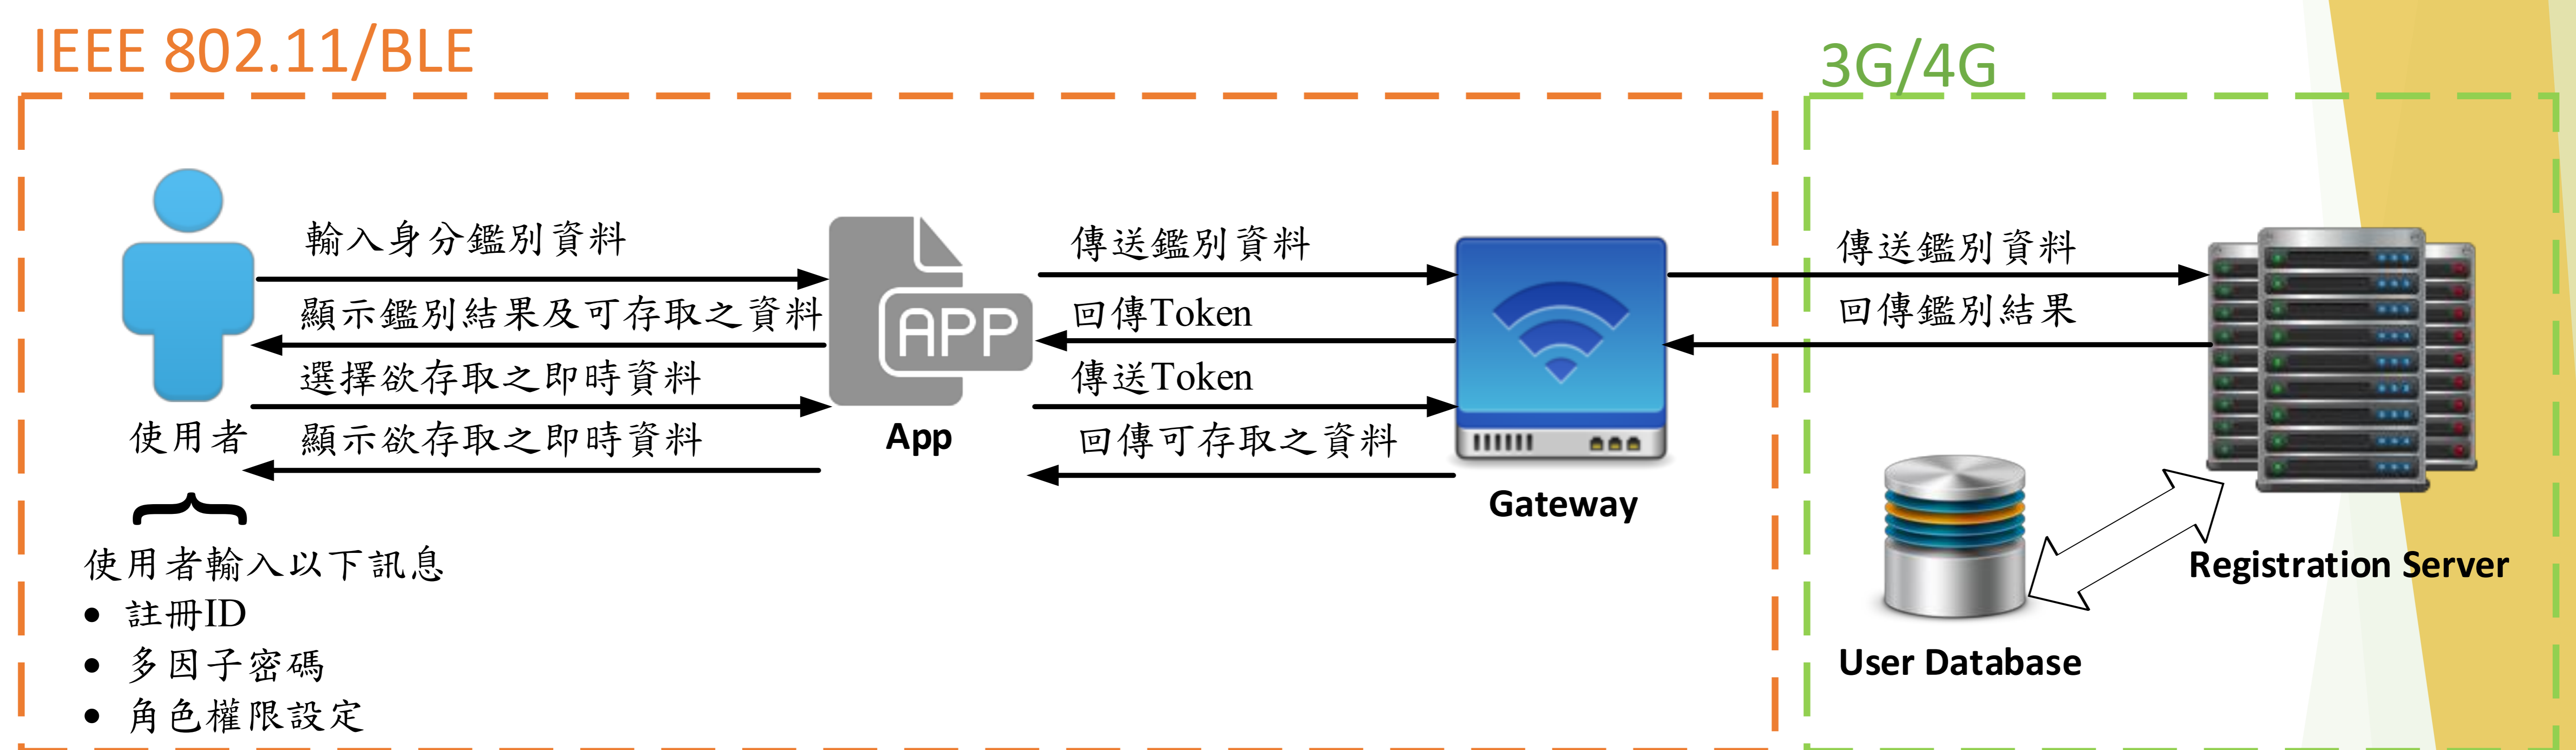 IEEE 802.11/BLE
3G/4G
輸入身分鑑別資料
顯示鑑別結果及可存取之資料
選擇欲存取之即時資料
顯示欲存取之即時資料
使用者
APP
App
傳送鑑別資料
回傳Token
傳送Token
回傳可存取之資料
Gateway
傳送鑑別資料
回傳鑑別結果
Registration Server
User Database
使用者輸入以下訊息
• 註冊ID
• 多因子密碼
• 角色權限設定